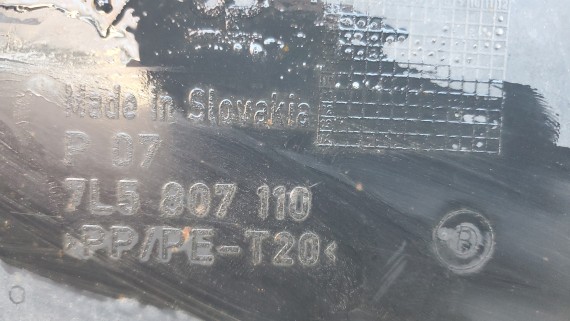 Made in Slovakia
P 07
7L5 807 110
>PP/PE-T20<